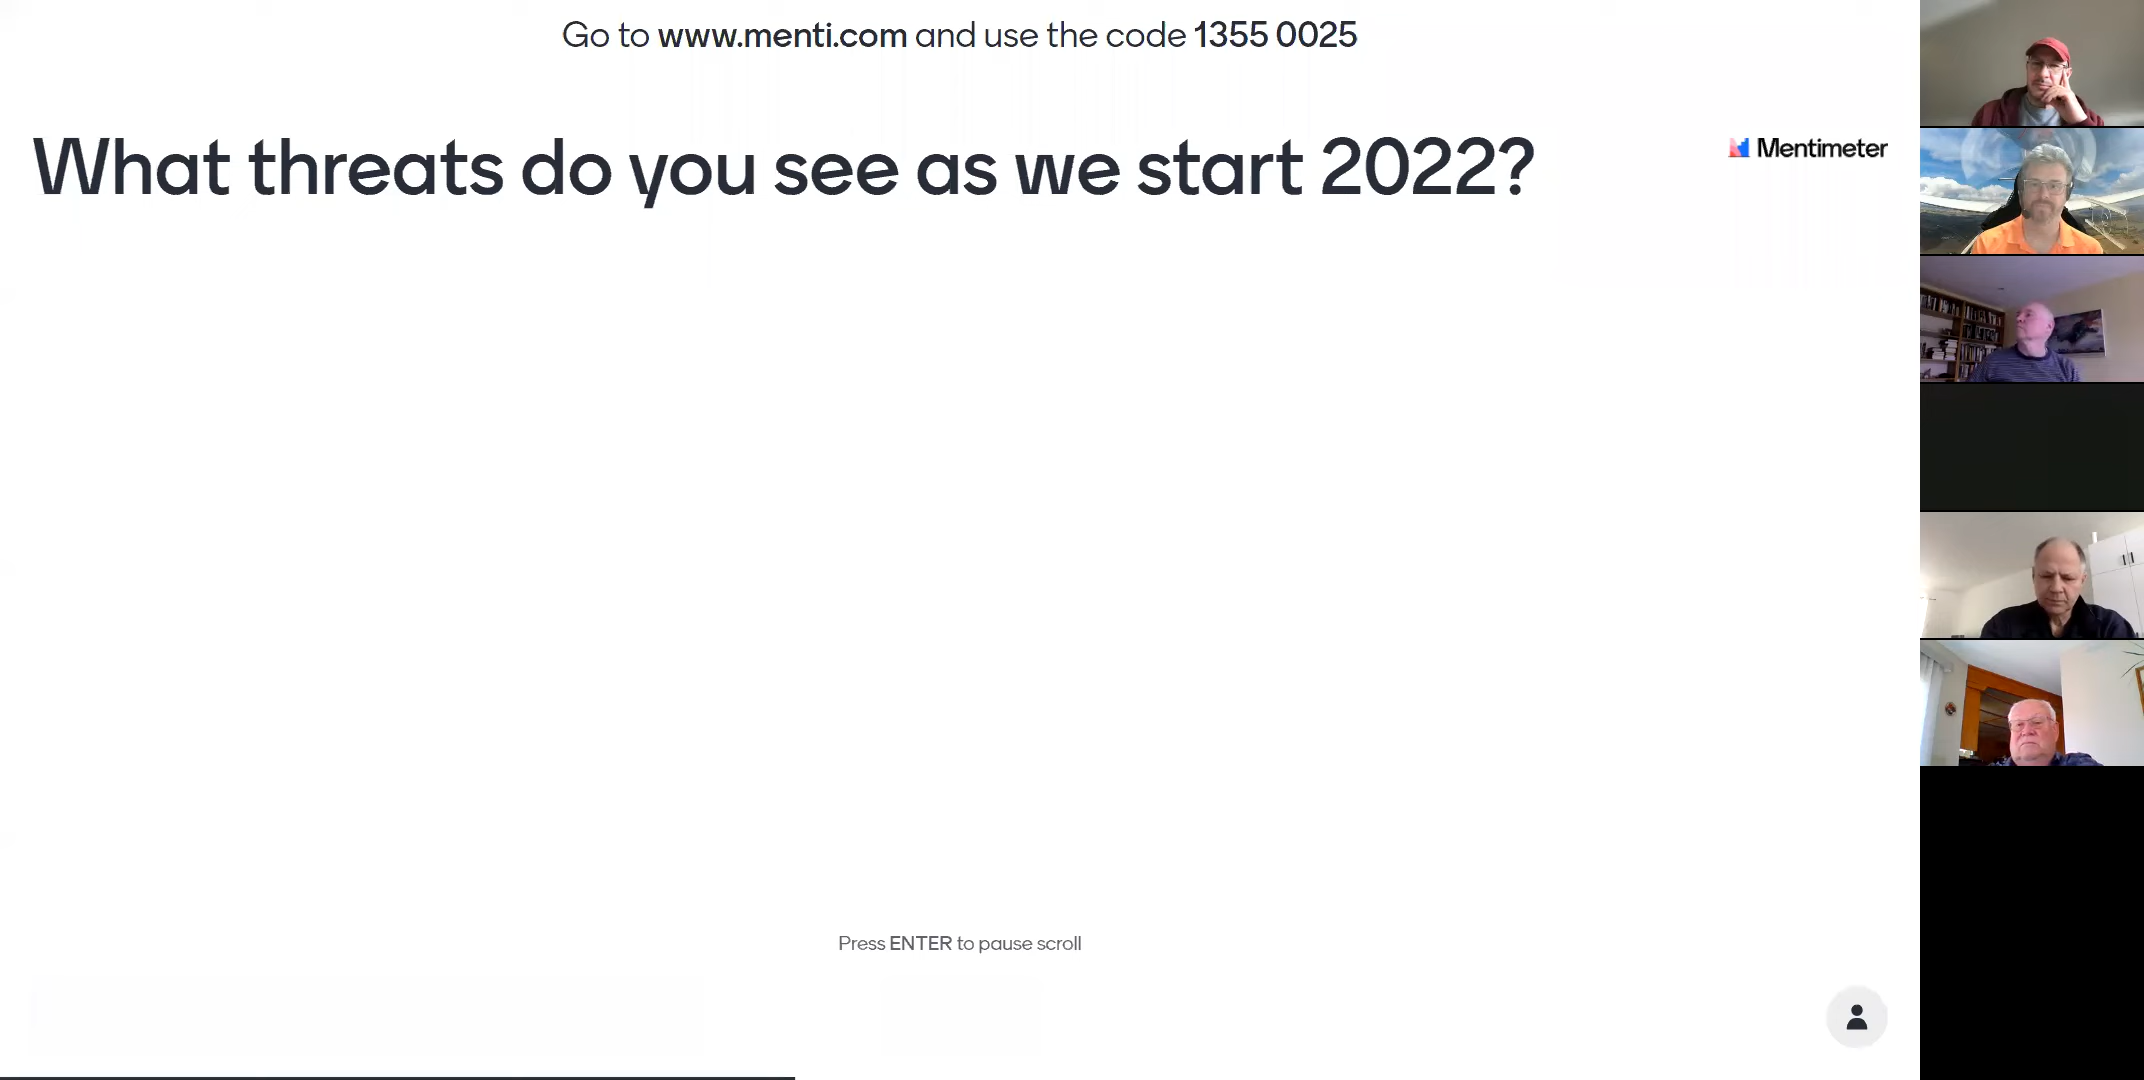 Go to www.menti.com and use the code 1355 0025
What threats do you see as we start 2022?
Mentimeter
Press ENTER to pause scroll